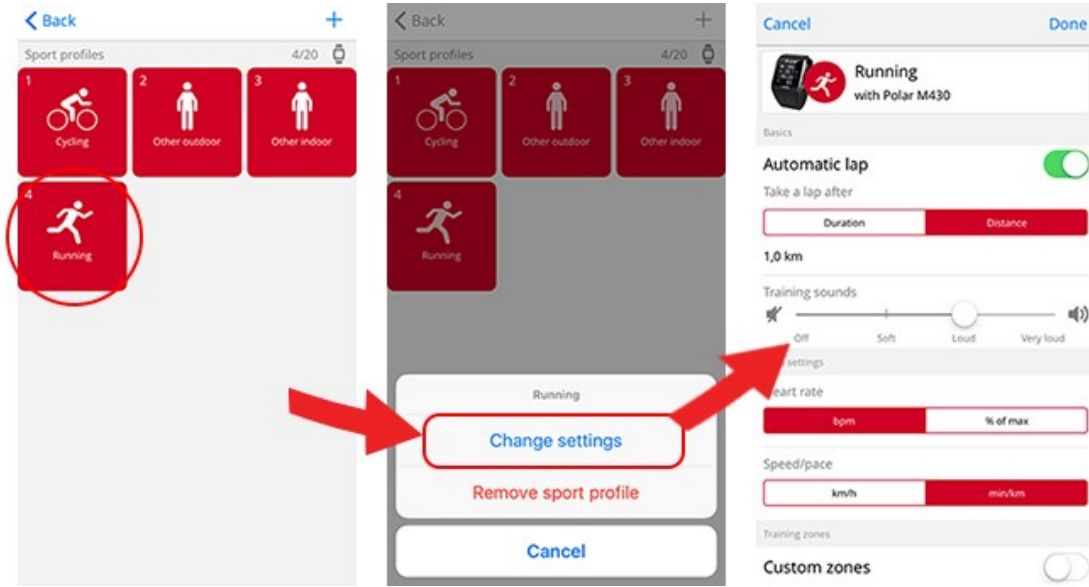 Back
+
Sport profiles 4/20
1 2 3
Cycling Other outdoor Other indoor
4
Running
Back
+
Sport profiles 4/20
1 2 3
Cycling Other outdoor Other indoor
4
Running
Running
Change settings
Remove sport profile
Cancel
Cancel Done
Running
with Polar M430
Basics
Automatic lap
Take a lap after
Duration Distance
1,0 km
Training sounds
Off Soft Loud Very loud
settings
eart rate
bpm % of max
Speed/pace
km/h min/km
Training zones
Custom zones